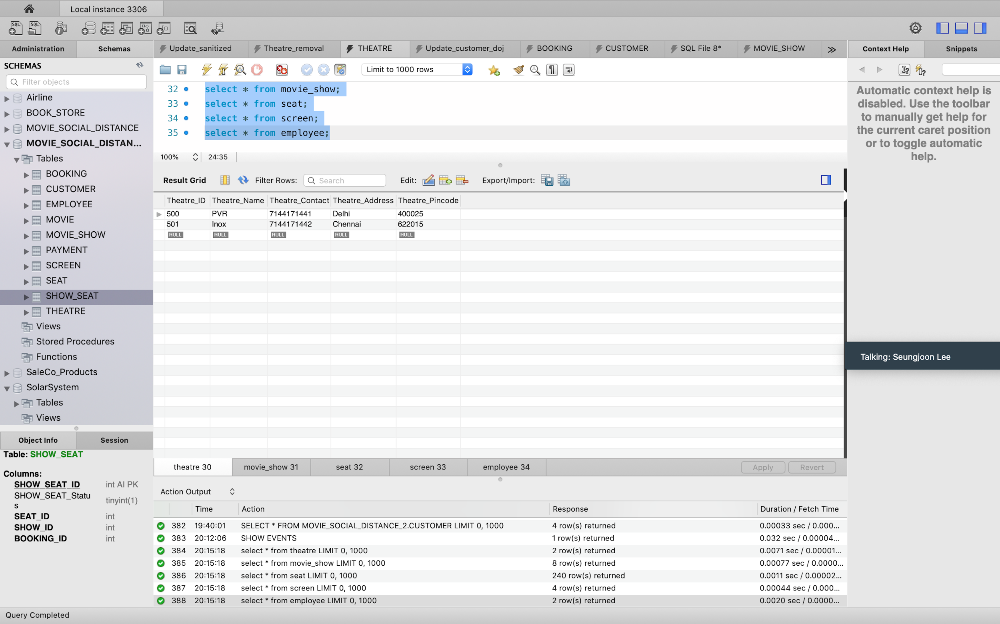 Local instance 3306
Administration
Schemas
Update_sanitized
Theatre_removal
THEATRE
Update_customer_doj
BOOKING
CUSTOMER
SQL File 8*
MOVIE_SHOW
Context Help
Snippets
SCHEMAS
Filter objects
Limit to 1000 rows
Airline
BOOK_STORE
MOVIE_SOCIAL_DISTANCE
MOVIE_SOCIAL_DISTAN...
Tables
BOOKING
CUSTOMER
EMPLOYEE
MOVIE
MOVIE_SHOW
PAYMENT
SCREEN
SEAT
SHOW_SEAT
THEATRE
Views
Stored Procedures
Functions
SaleCo_Products
SolarSystem
Tables
Views
32 select * from movie_show;
33 select * from seat;
34 select * from screen;
35 select * from employee;
100% 24:35
Result Grid Filter Rows: Search Edit: Export/Import:
Theatre_ID Theatre_Name Theatre_Contact Theatre_Address Theatre_Pincode
500 PVR 7144171441 Delhi 400025
501 Inox 7144171442 Chennai 622015
NULL NULL NULL NULL NULL
Automatic context help is
disabled. Use the toolbar
to manually get help for
the current caret position
or to toggle automatic
help.
Talking: Seungjoon Lee
theatre 30 movie_show 31 seat 32 screen 33 employee 34 Apply Revert
Object Info Session
Table: SHOW_SEAT
Columns:
SHOW_SEAT_ID int AI PK
SHOW_SEAT_Statu
s tinyint(1)
SEAT_ID int
SHOW_ID int
BOOKING_ID int
Action Output
Time Action Response Duration / Fetch Time
382 19:40:01 SELECT * FROM MOVIE_SOCIAL_DISTANCE_2.CUSTOMER LIMIT 0, 1000 4 row(s) returned 0.00033 sec / 0.000...
383 20:12:06 SHOW EVENTS 1 row(s) returned 0.032 sec / 0.00004...
384 20:15:18 select * from theatre LIMIT 0, 1000 2 row(s) returned 0.0071 sec / 0.00001...
385 20:15:18 select * from movie_show LIMIT 0, 1000 8 row(s) returned 0.00077 sec / 0.0000...
386 20:15:18 select * from seat LIMIT 0, 1000 240 row(s) returned 0.0011 sec / 0.00002...
387 20:15:18 select * from screen LIMIT 0, 1000 4 row(s) returned 0.00044 sec / 0.000...
388 20:15:18 select * from employee LIMIT 0, 1000 2 row(s) returned 0.0020 sec / 0.0000...
Query Completed